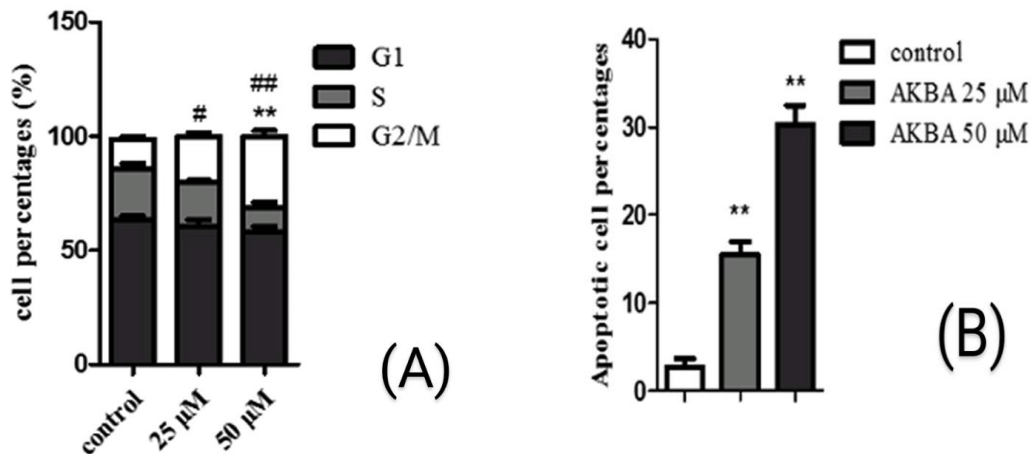 cell percentages (%)
150
100
50
0
#
##
**
G1
S
G2/M
control
25 μM
50 μM
(A)
Apoptotic cell percentages
40
30
20
10
0
**
**
control
AKBA 25 μM
AKBA 50 μM
(B)